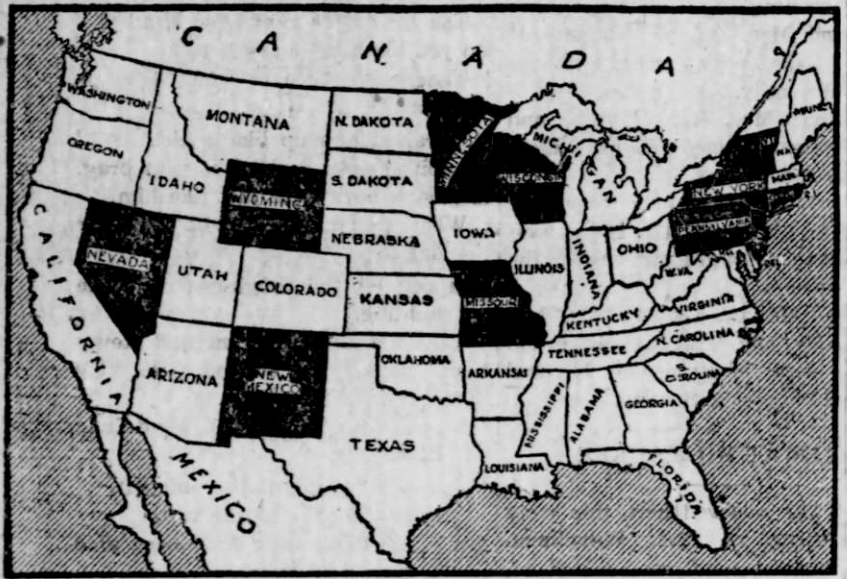 CANADA
WASHINGTON
MONTANA
N. DAKOTA
MINNESOTA
MICHIGAN
MAINE
VT
OREGON
IDAHO
WYOMING
S. DAKOTA
WISCONSIN
NEW YORK
MASS.
R.I.
CALIFORNIA
NEVADA
UTAH
COLORADO
NEBRASKA
IOWA
ILLINOIS
INDIANA
OHIO
PENNSYLVANIA
W.VA.
DEL.
KANSAS
MISSOURI
KENTUCKY
VIRGINIA
ARIZONA
NEW
MEXICO
OKLAHOMA
ARKANSAS
TENNESSEE
N. CAROLINA
S.
CAROLINA
MISSISSIPPI
ALABAMA
GEORGIA
TEXAS
LOUISIANA
FLORIDA
MEXICO